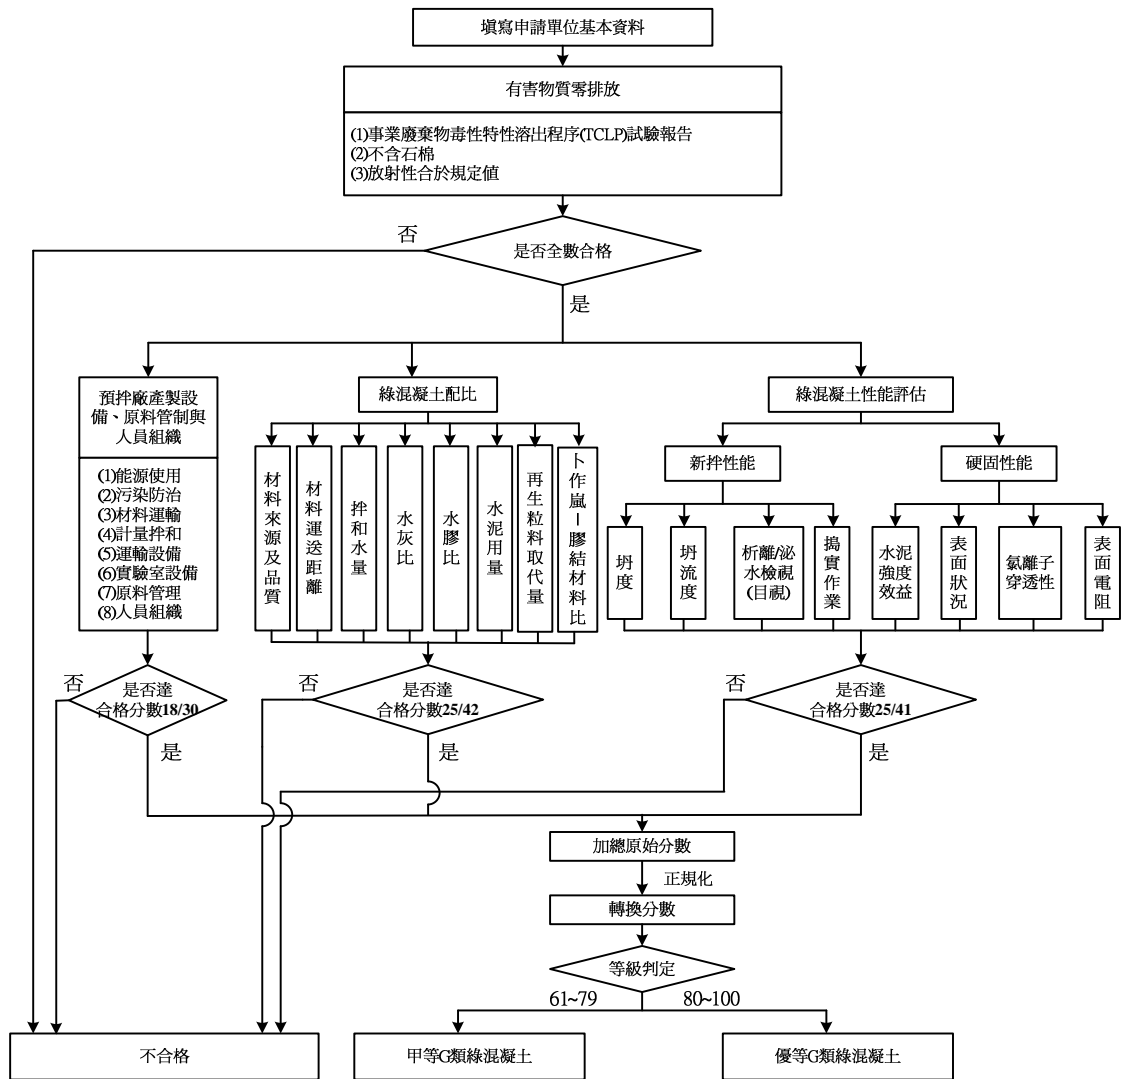 填寫申請單位基本資料
有害物質零排放
(1)事業廢棄物毒性特性溶出程序(TCLP)試驗報告
(2)不含石棉
(3)放射性合於規定值
是否全數合格
否
是
預拌廠產製設
備、原料管制與
人員組織
(1)能源使用
(2)污染防治
(3)材料運輸
(4)計量拌和
(5)運輸設備
(6)實驗室設備
(7)原料管理
(8)人員組織
綠混凝土配比
材料來源及品質
材料運送距離
拌和水量
水灰比
水膠比
水泥用量
再生粒料取代量
卜作嵐－膠結材料比
綠混凝土性能評估
新拌性能
硬固性能
坍度
坍流度
析離/泌
水檢視
(目視)
搗實作業
水泥
強度
效益
表面狀況
氯離子
穿透性
表面電阻
否
是否達
合格分數18/30
是
否
是否達
合格分數25/42
是
否
是否達
合格分數25/41
是
加總原始分數
正規化
轉換分數
等級判定
61~79
80~100
不合格
甲等G類綠混凝土
優等G類綠混凝土